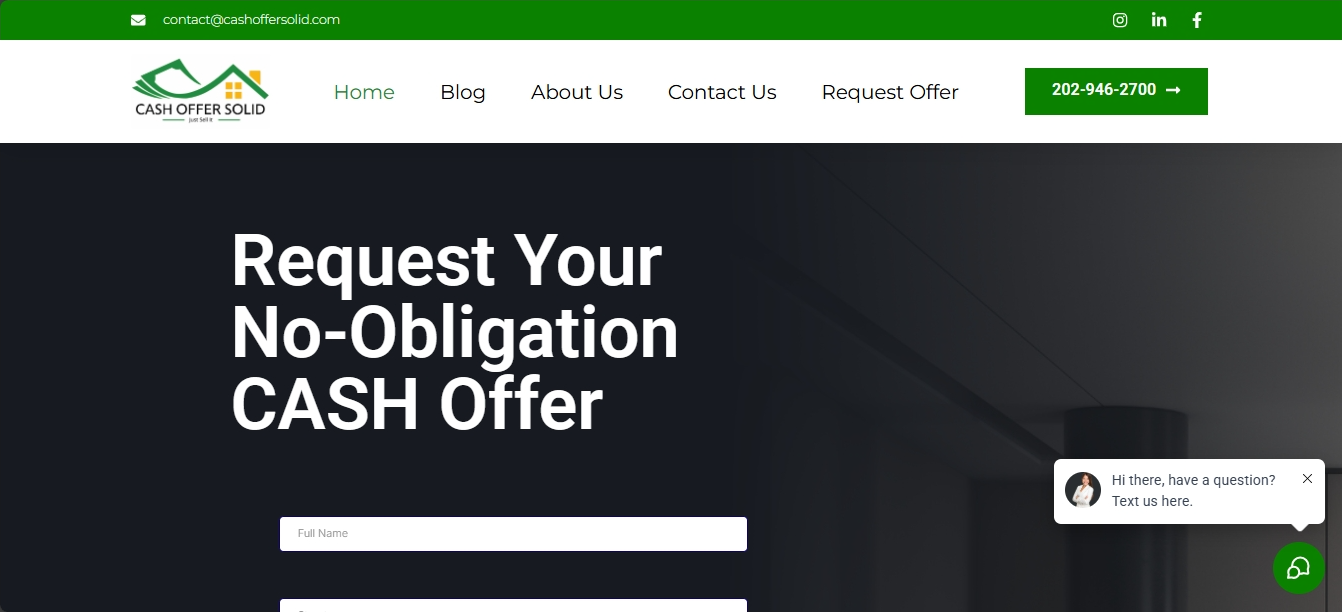 contact@cashoffersolid.com
CASH OFFER SOLID
Just Sell it
Home
Blog
About Us
Contact Us
Request Offer
202-946-2700
Request Your
No-Obligation
CASH Offer
Full Name
Hi there, have a question?
Text us here.